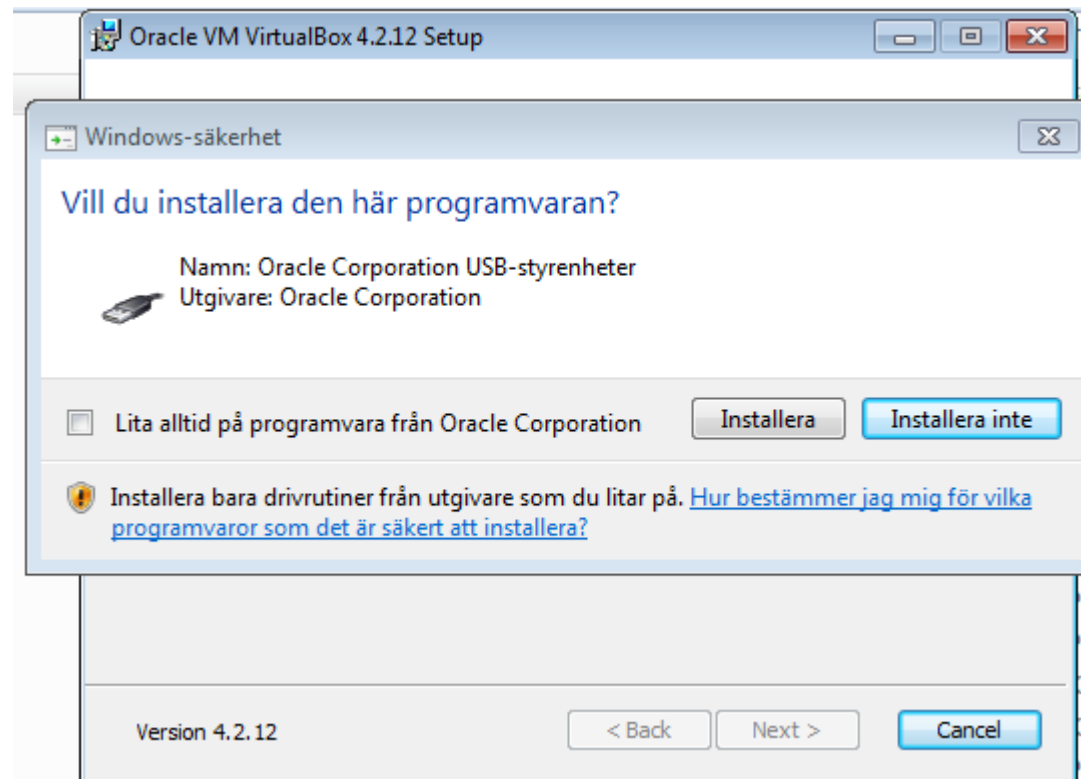 Oracle VM VirtualBox 4.2.12 Setup
Windows-säkerhet
Vill du installera den här programvaran?
Namn: Oracle Corporation USB-styrenheter
Utgivare: Oracle Corporation
Lita alltid på programvara från Oracle Corporation
Installera
Installera inte
Installera bara drivrutiner från utgivare som du litar på. Hur bestämmer jag mig för vilka
programvaror som det är säkert att installera?
Version 4.2.12
< Back
Next >
Cancel